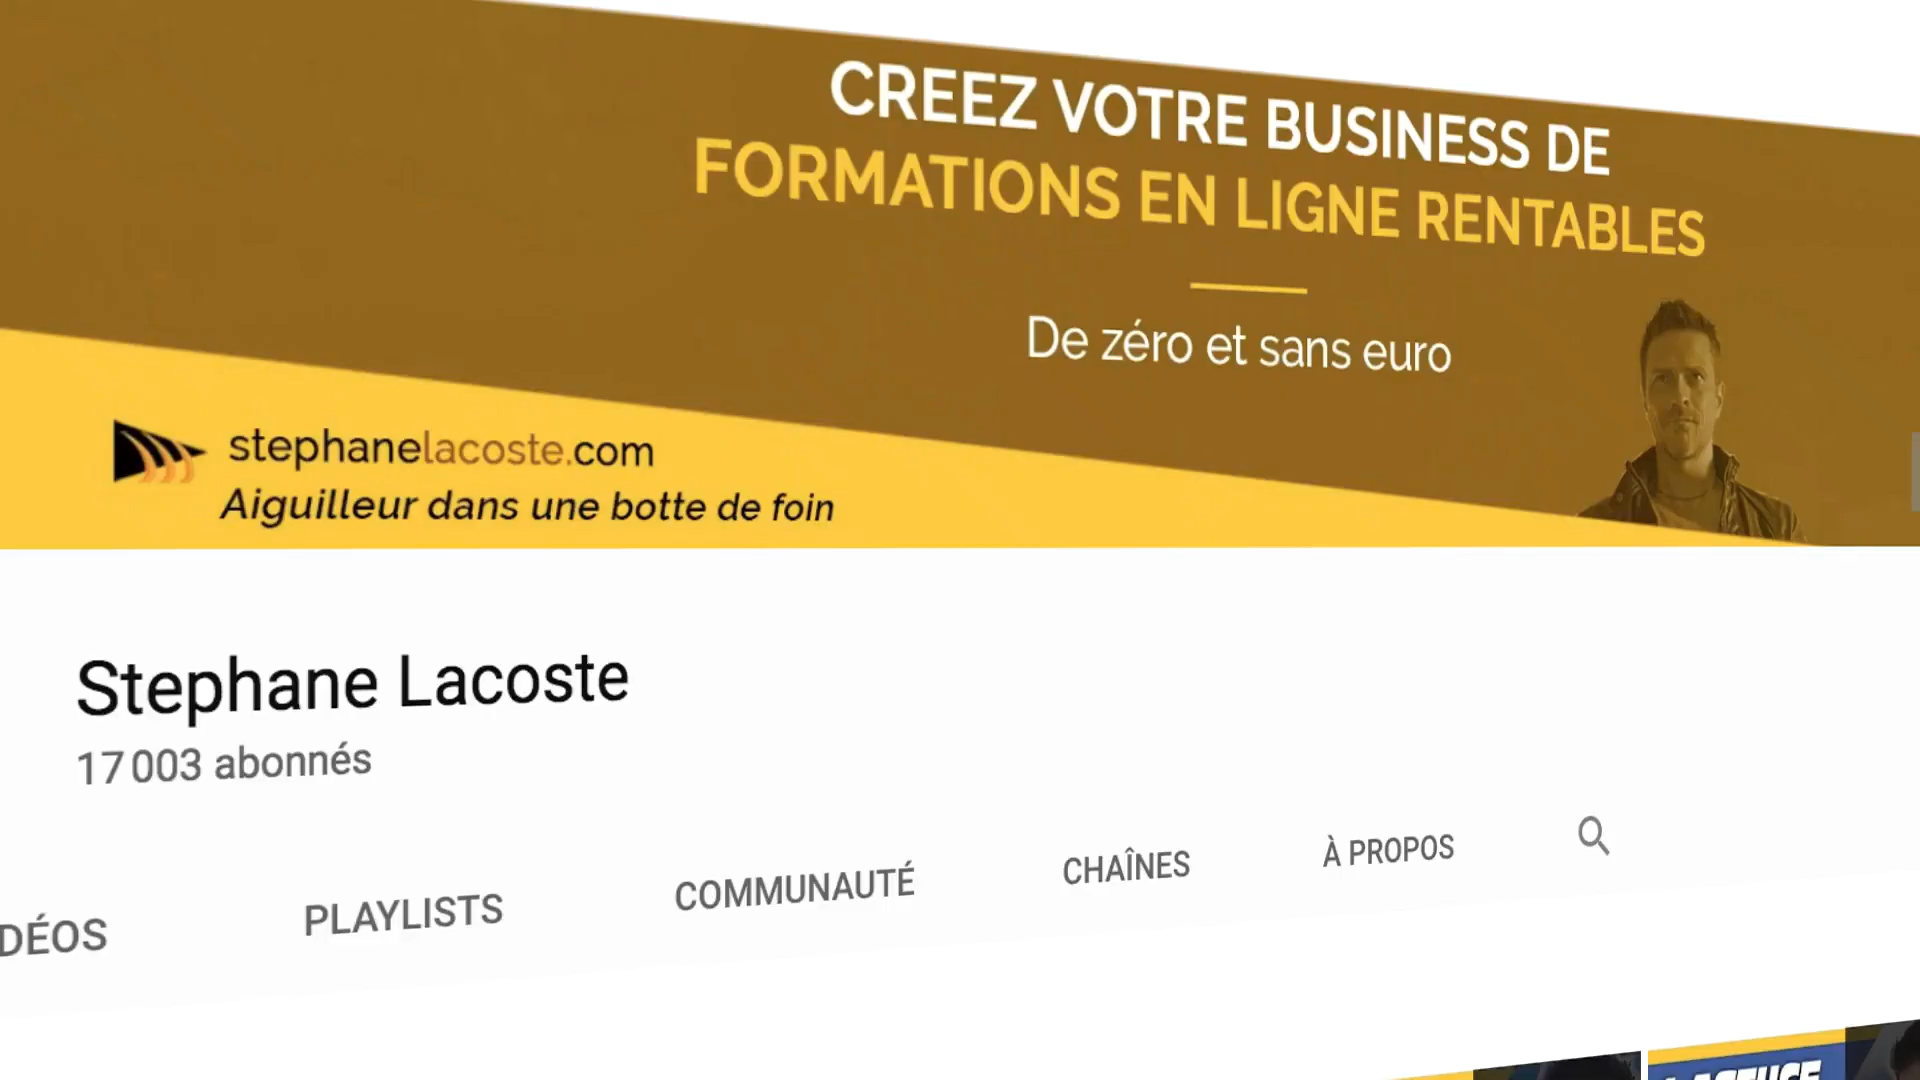 CREEZ VOTRE BUSINESS DE
FORMATIONS EN LIGNE RENTABLES
De zéro et sans euro
stephanelacoste.com
Aiguilleur dans une botte de foin
Stephane Lacoste
17 003 abonnés
DÉOS PLAYLISTS COMMUNAUTÉ CHAÎNES À PROPOS